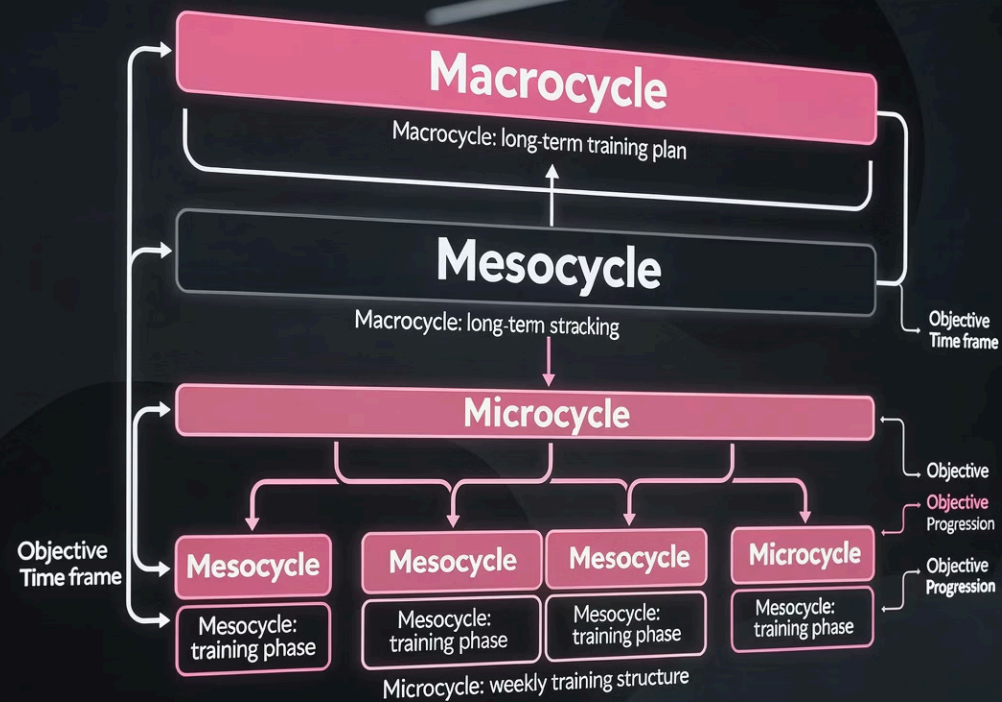 Macrocycle
Macrocycle: long-term training plan
Mesocycle
Macrocycle: long-term stracking
Objective
Time frame
Microcycle
Objective
Objective
Progression
Objective
Time frame
Mesocycle
Mesocycle
Mesocycle
Microcycle
Objective
Progression
Mesocycle:
training phase
Mesocycle:
training phase
Mesocycle:
training phase
Mesocycle:
training phase
Microcycle: weekly training structure